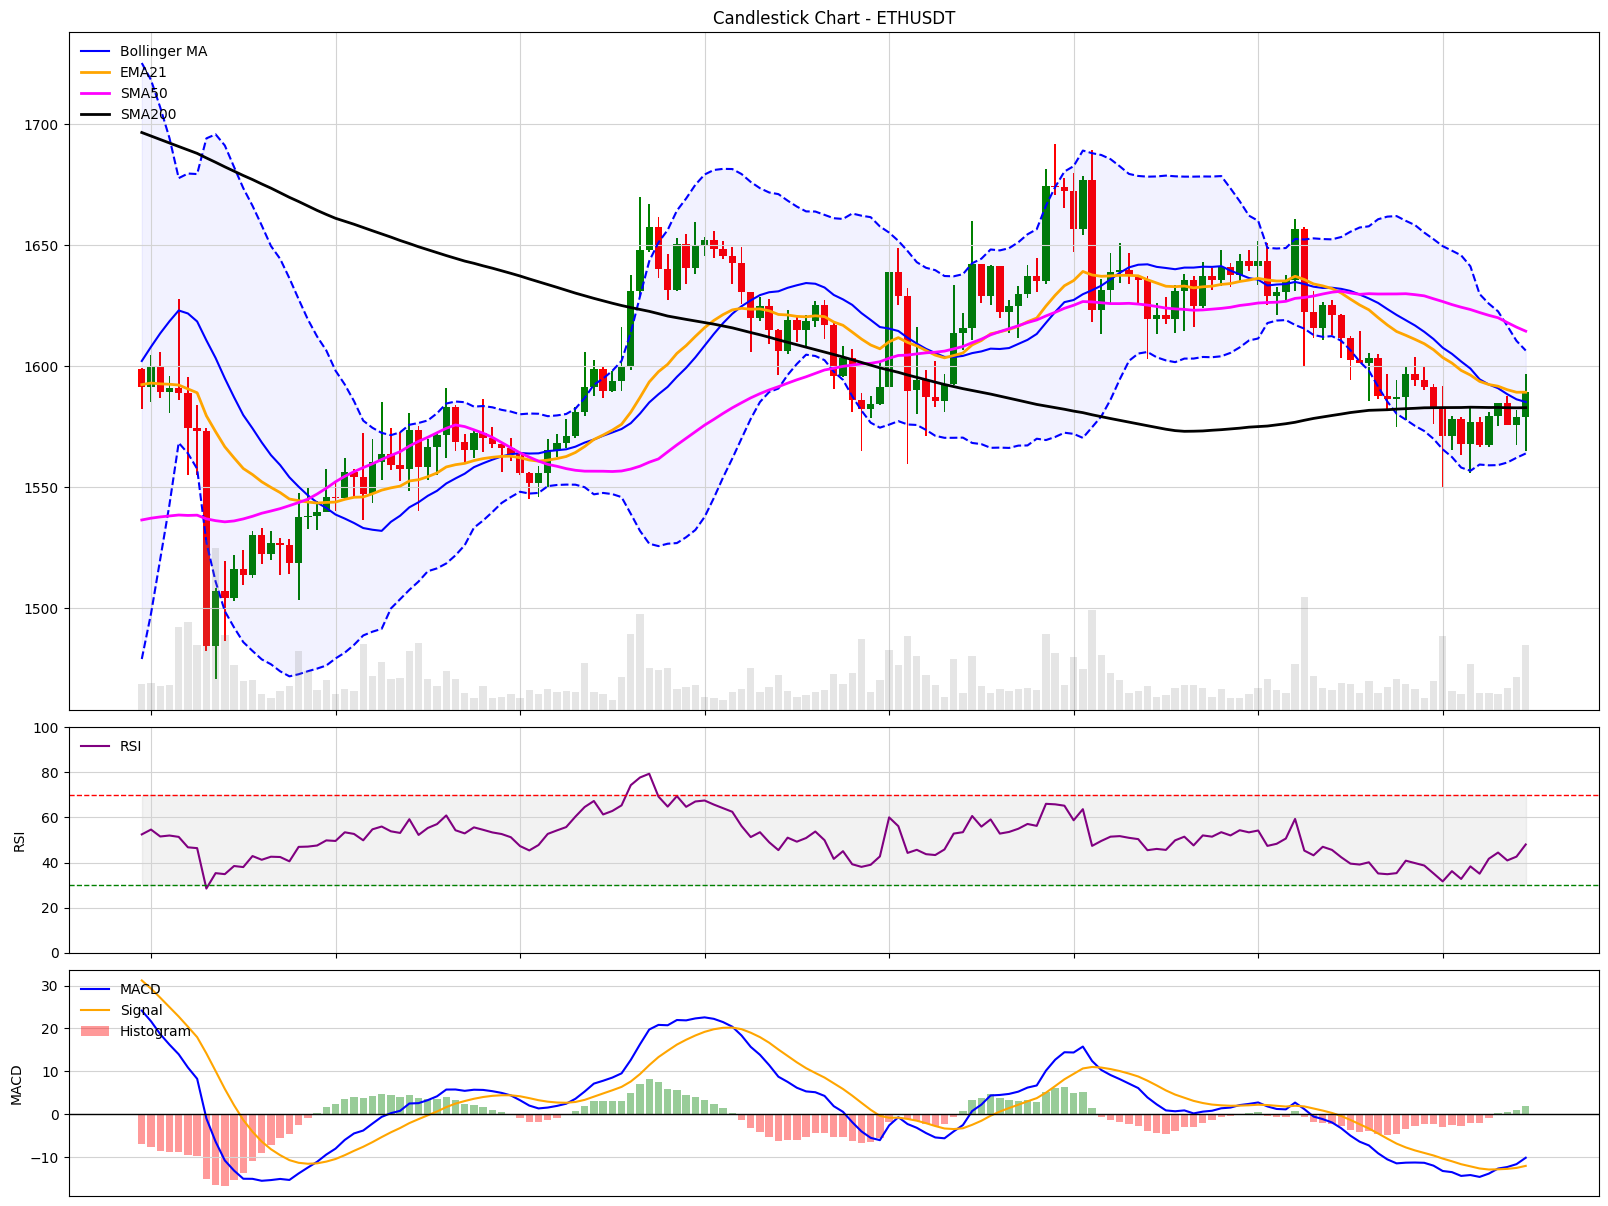 Candlestick Chart - ETHUSDT
Bollinger MA
EMA21
SMA50
SMA200
1700
1650
1600
1550
1500
RSI
100
80
60
40
20
0
RSI
MACD
Signal
Histogram
30
20
10
0
−10
MACD